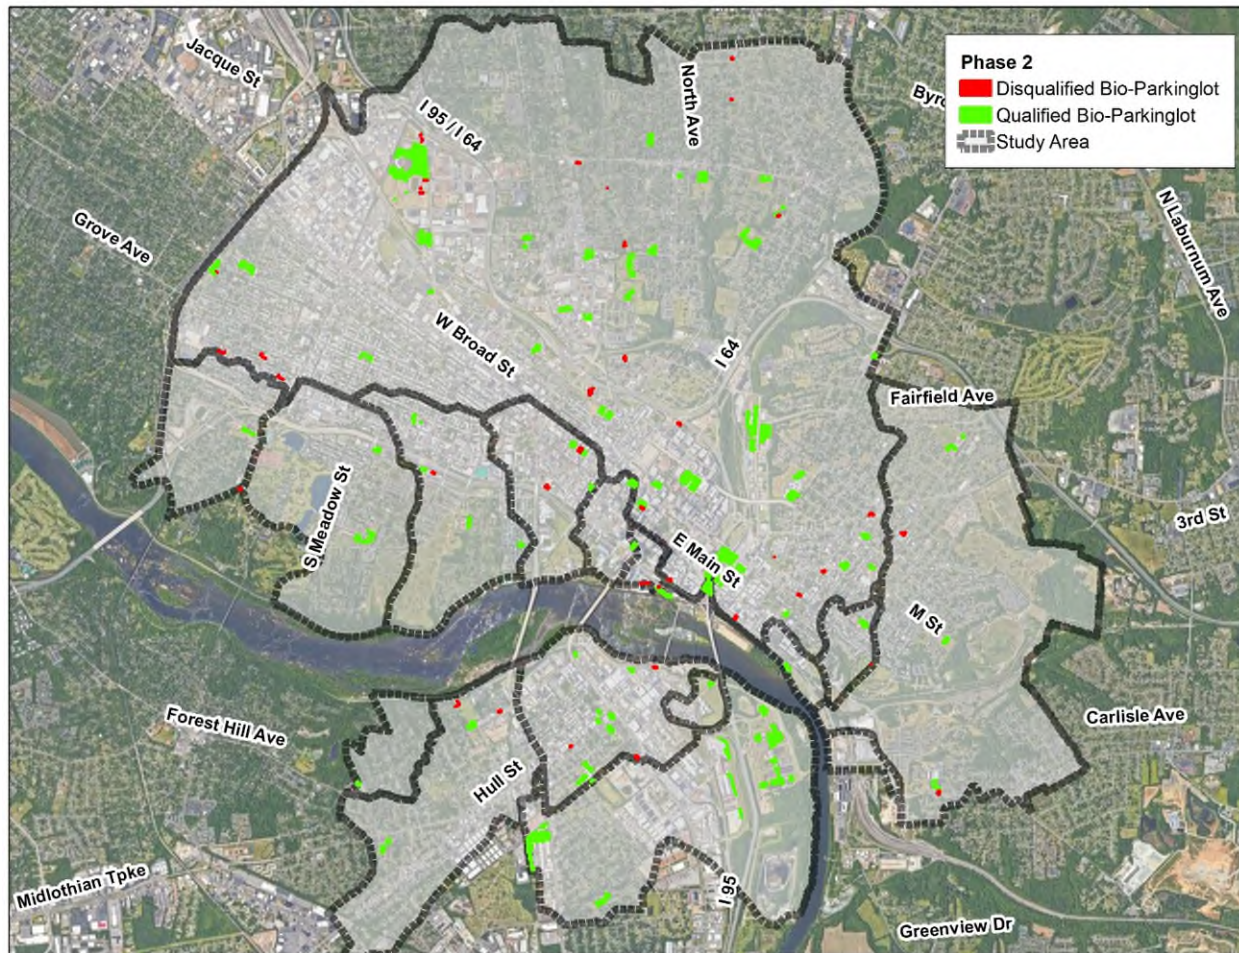 Phase 2
Disqualified Bio-Parkinglot
Qualified Bio-Parkinglot
Study Area
Jacque St
I 95 / I 64
North Ave
Grove Ave
N Laburnum Ave
W Broad St
I 64
Fairfield Ave
S Meadow St
3rd St
E Main St
M St
Forest Hill Ave
Carlisle Ave
Hull St
Midlothian Tpke
I 95
Greenview Dr